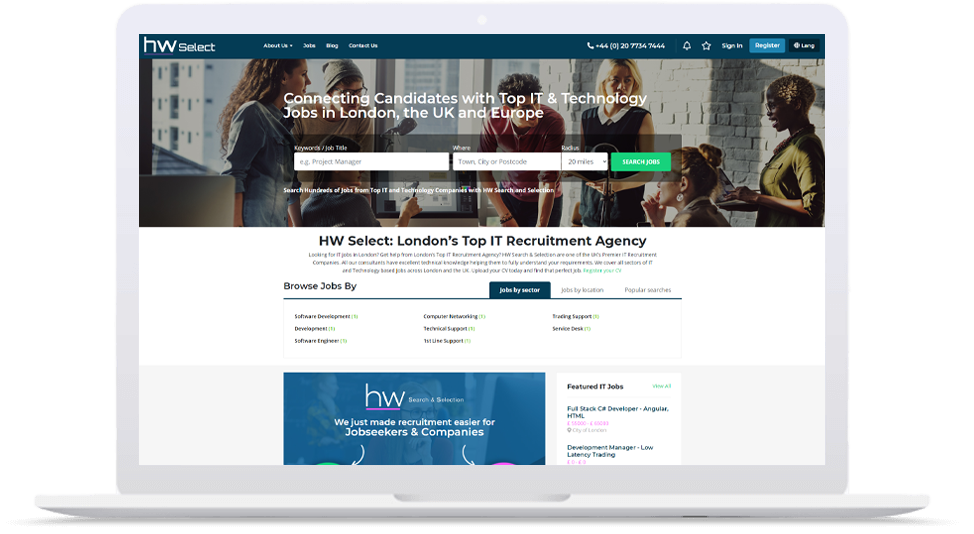 hw Select
About Us
Jobs
Blog
Contact Us
+44 (0) 20 7734 7444
Sign In
Register
Lang
Connecting Candidates with Top IT & Technology
Jobs in London, the UK and Europe
Keywords / Job Title
Where
Radius
e.g. Project Manager
Town, City or Postcode
20 miles
SEARCH JOBS
Search Hundreds of Jobs from Top IT and Technology Companies with HW Search and Selection
HW Select: London's Top IT Recruitment Agency
Looking for IT jobs in London? Get help from London's Top IT Recruitment Agency? HW Search & Selection are one of the UK's Premier IT Recruitment
Companies. All our consultants have excellent technical knowledge helping them to fully understand your requirements. We cover all sectors of IT
and Technology based jobs across London and the UK. Upload your CV today and find that perfect job. Register your CV
Browse Jobs By
Jobs by sector
Jobs by location
Popular searches
Software Development
Computer Networking
Trading Support
Development
Technical Support
Service Desk
Software Engineer
1st Line Support
hw Search & Selection
We just made recruitment easier for
Jobseekers & Companies
Featured IT Jobs
View All
Full Stack C# Developer - Angular,
HTML
City of London
Development Manager - Low
Latency Trading
£ 0 - £ 0